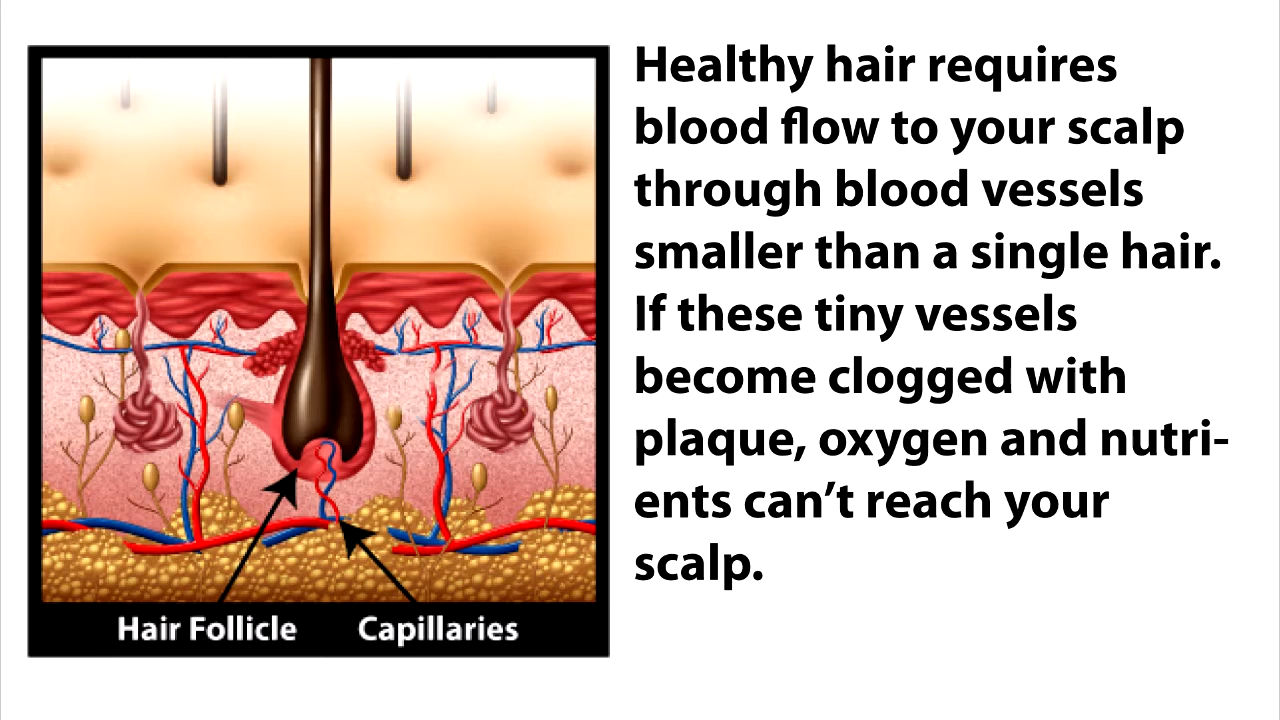 Healthy hair requires
blood flow to your scalp
through blood vessels
smaller than a single hair.
If these tiny vessels
become clogged with
plaque, oxygen and nutri-
ents can’t reach your
scalp.
Hair Follicle
Capillaries